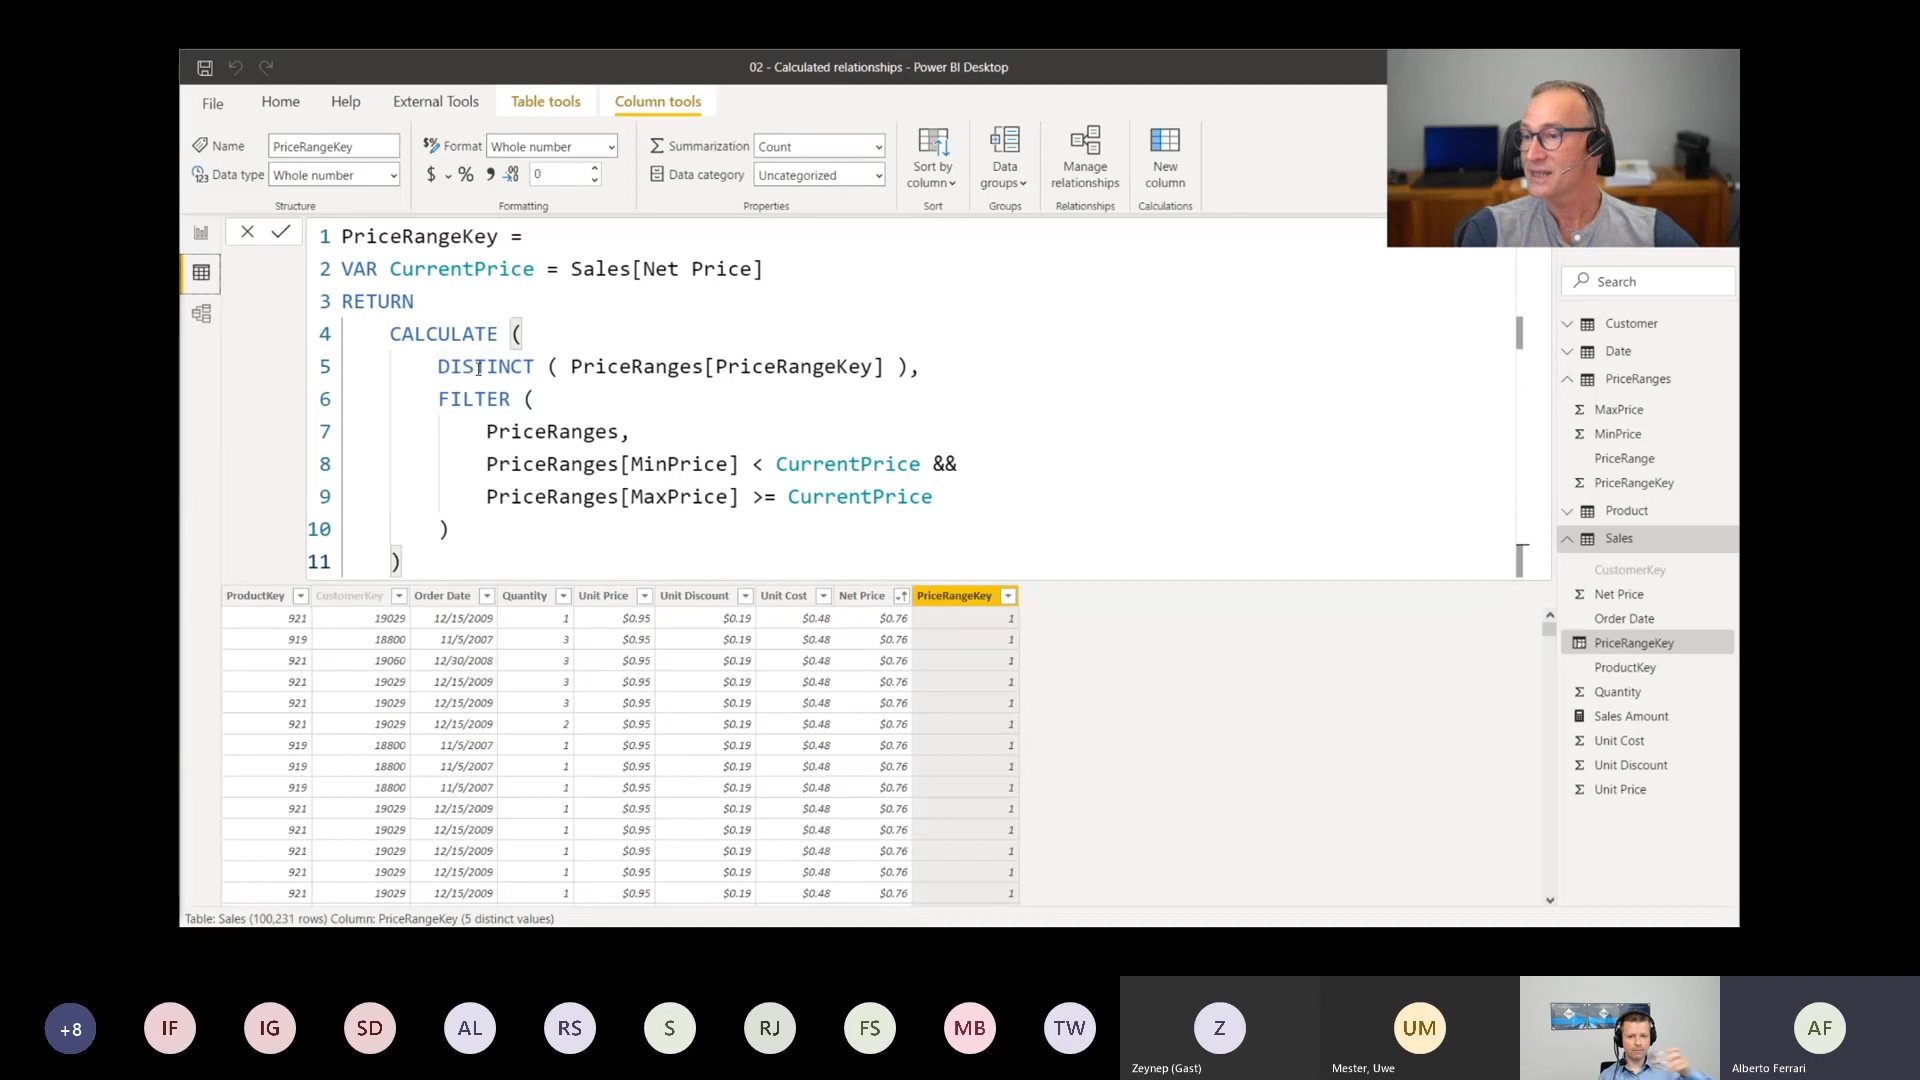 02 - Calculated relationships - Power BI Desktop
File Home Help External Tools Table tools Column tools
Name PriceRangeKey
Data type Whole number
Structure
Format Whole number
$ % 0
Formatting
Summarization Count
Data category Uncategorized
Properties
Sort by column
Sort
Data groups
Groups
Manage relationships
Relationships
New column
Calculations
1 PriceRangeKey =
2 VAR CurrentPrice = Sales[Net Price]
3 RETURN
4 CALCULATE (
5 DISTINCT ( PriceRanges[PriceRangeKey] ),
6 FILTER (
7 PriceRanges,
8 PriceRanges[MinPrice] < CurrentPrice &&
9 PriceRanges[MaxPrice] >= CurrentPrice
10 )
11 )
ProductKey CustomerKey Order Date Quantity Unit Price Unit Discount Unit Cost Net Price PriceRangeKey
921 19029 12/15/2009 1 $0.95 $0.19 $0.48 $0.76 1
919 18800 11/5/2007 3 $0.95 $0.19 $0.48 $0.76 1
921 19060 12/30/2008 3 $0.95 $0.19 $0.48 $0.76 1
921 19029 12/15/2009 3 $0.95 $0.19 $0.48 $0.76 1
921 19029 12/15/2009 3 $0.95 $0.19 $0.48 $0.76 1
921 19029 12/15/2009 2 $0.95 $0.19 $0.48 $0.76 1
919 18800 11/5/2007 1 $0.95 $0.19 $0.48 $0.76 1
919 18800 11/5/2007 1 $0.95 $0.19 $0.48 $0.76 1
919 18800 11/5/2007 1 $0.95 $0.19 $0.48 $0.76 1
921 19029 12/15/2009 1 $0.95 $0.19 $0.48 $0.76 1
921 19029 12/15/2009 1 $0.95 $0.19 $0.48 $0.76 1
921 19029 12/15/2009 1 $0.95 $0.19 $0.48 $0.76 1
921 19029 12/15/2009 1 $0.95 $0.19 $0.48 $0.76 1
921 19029 12/15/2009 1 $0.95 $0.19 $0.48 $0.76 1
Table: Sales (100,231 rows) Column: PriceRangeKey (5 distinct values)
Search
Customer
Date
PriceRanges
MaxPrice
MinPrice
PriceRange
PriceRangeKey
Product
Sales
CustomerKey
Net Price
Order Date
PriceRangeKey
ProductKey
Quantity
Sales Amount
Unit Cost
Unit Discount
Unit Price
+8 IF IG SD AL RS S RJ FS MB TW Z UM AF
Zeynep (Gast) Mester, Uwe Alberto Ferrari